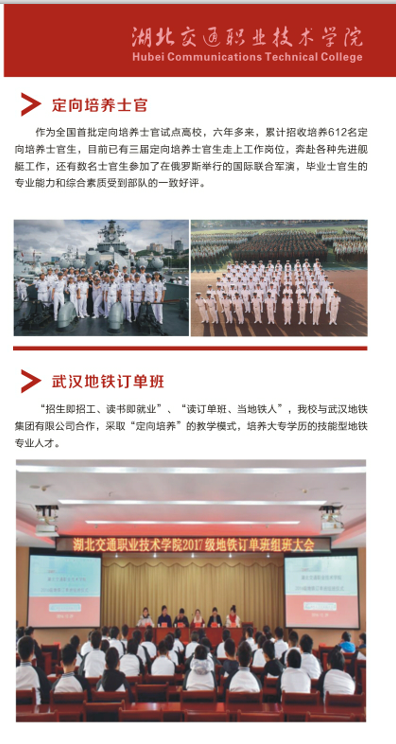 湖北交通职业技术学院
Hubei Communications Technical College
定向培养士官
作为全国首批定向培养士官试点高校，六年多来，累计招收培养612名定
向培养士官生，目前已有三届定向培养士官生走上工作岗位，奔赴各种先进舰
艇工作，还有数名士官生参加了在俄罗斯举行的国际联合军演，毕业士官生的
专业能力和综合素质受到部队的一致好评。
武汉地铁订单班
“招生即招工、读书即就业”、“读订单班、当地铁人”，我校与武汉地铁
集团有限公司合作，采取“定向培养”的教学模式，培养大专学历的技能型地铁
专业人才。
湖北交通职业技术学院2017级地铁订单班组班大会